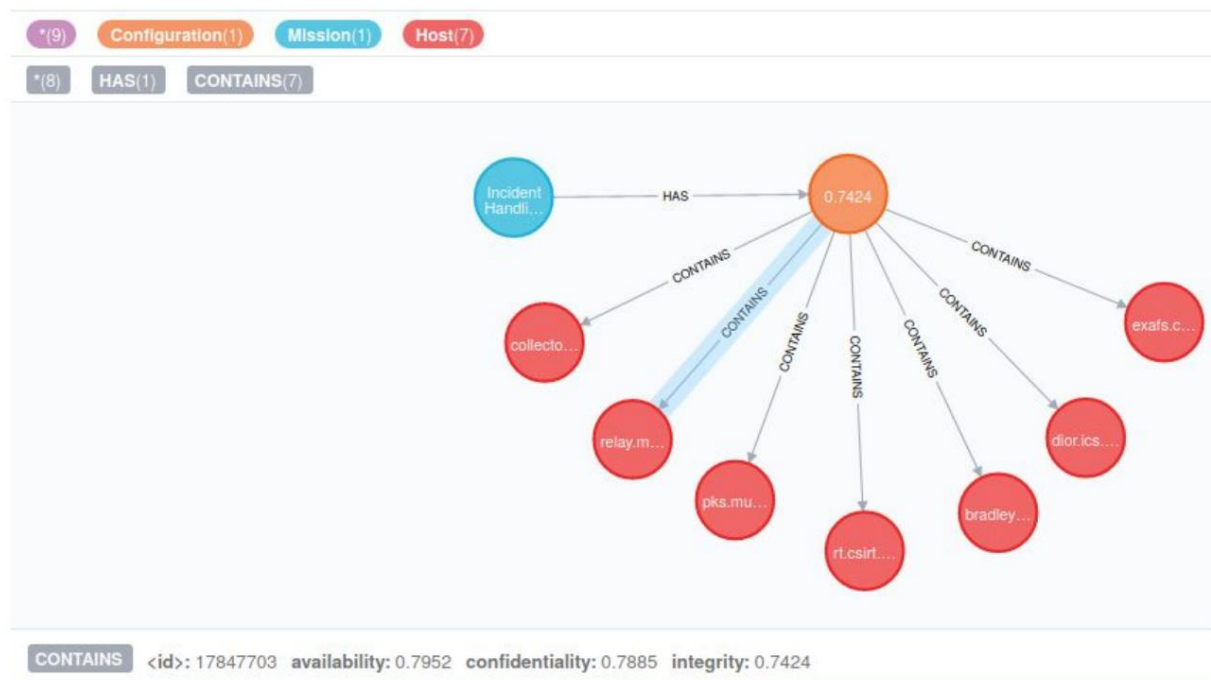 *(9) Configuration(1) Mission(1) Host(7)
*(8) HAS(1) CONTAINS(7)
Incident
Handli...
HAS
0.7424
CONTAINS
CONTAINS
CONTAINS
CONTAINS
CONTAINS
CONTAINS
CONTAINS
collecto...
relay.m...
pks.mu...
rt.csirt....
bradley...
dior.ics....
exafs.c...
CONTAINS <id>: 17847703 availability: 0.7952 confidentiality: 0.7885 integrity: 0.7424